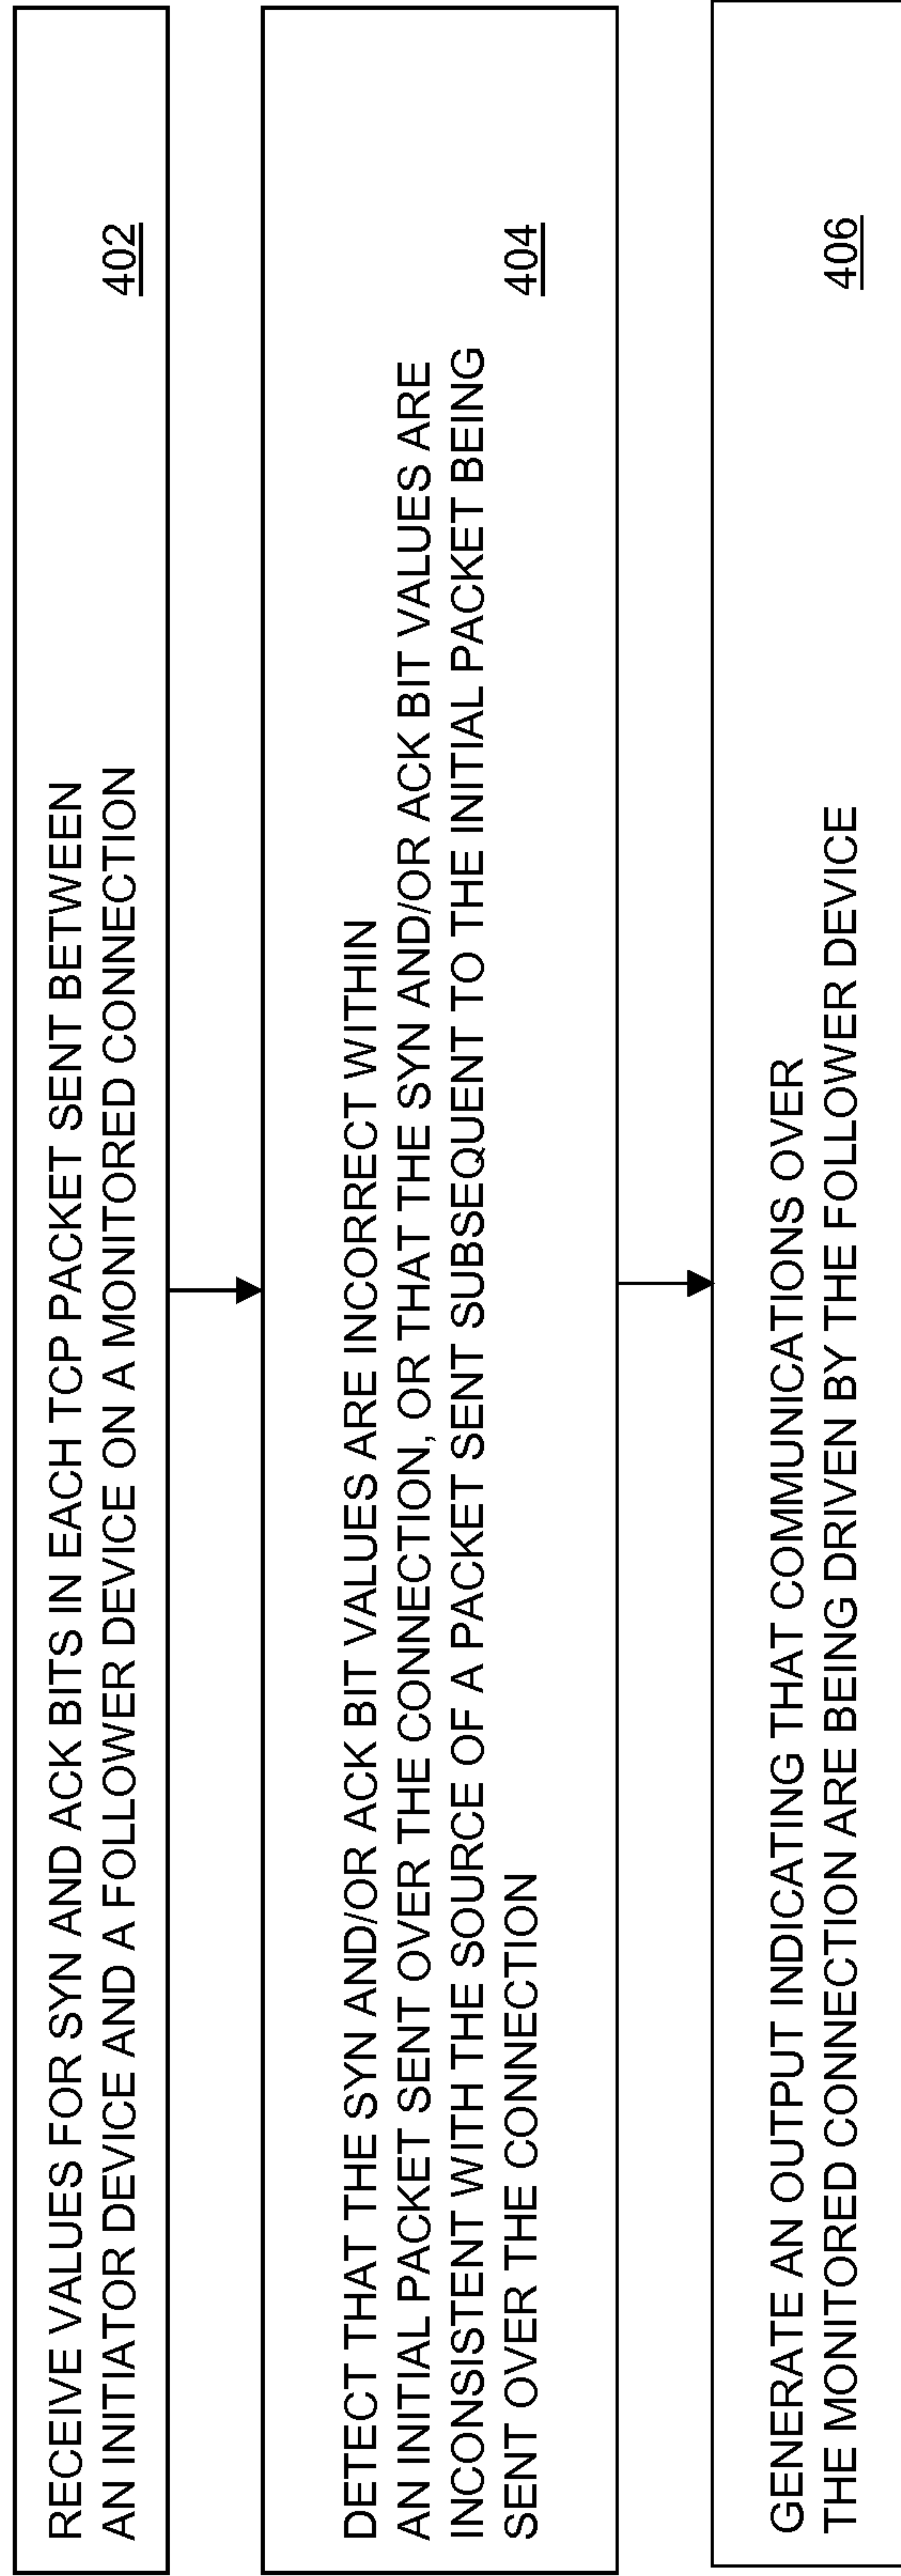 RECEIVE VALUES FOR SYN AND ACK BITS IN EACH TCP PACKET SENT BETWEEN
AN INITIATOR DEVICE AND A FOLLOWER DEVICE ON A MONITORED CONNECTION
402
DETECT THAT THE SYN AND/OR ACK BIT VALUES ARE INCORRECT WITHIN
AN INITIAL PACKET SENT OVER THE CONNECTION, OR THAT THE SYN AND/OR ACK BIT VALUES ARE
INCONSISTENT WITH THE SOURCE OF A PACKET SENT SUBSEQUENT TO THE INITIAL PACKET BEING
SENT OVER THE CONNECTION
404
GENERATE AN OUTPUT INDICATING THAT COMMUNICATIONS OVER
THE MONITORED CONNECTION ARE BEING DRIVEN BY THE FOLLOWER DEVICE
406